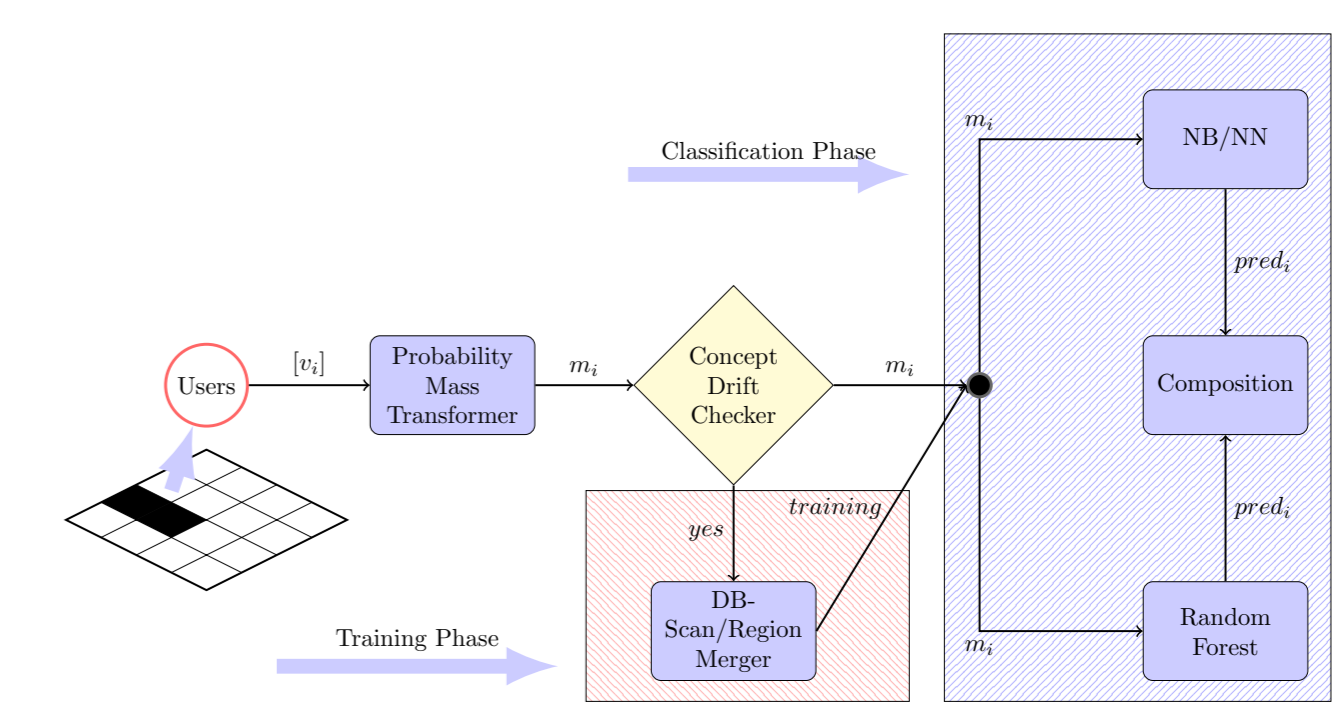 Classification Phase
m_i
NB/NN
pred_i
Users
[v_i]
Probability
Mass
Transformer
m_i
Concept
Drift
Checker
m_i
Composition
yes
training
pred_i
DB-
Scan/Region
Merger
Training Phase
m_i
Random
Forest